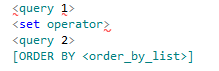 <query 1>
<set operator>
<query 2>
[ORDER BY <order_by_list>]